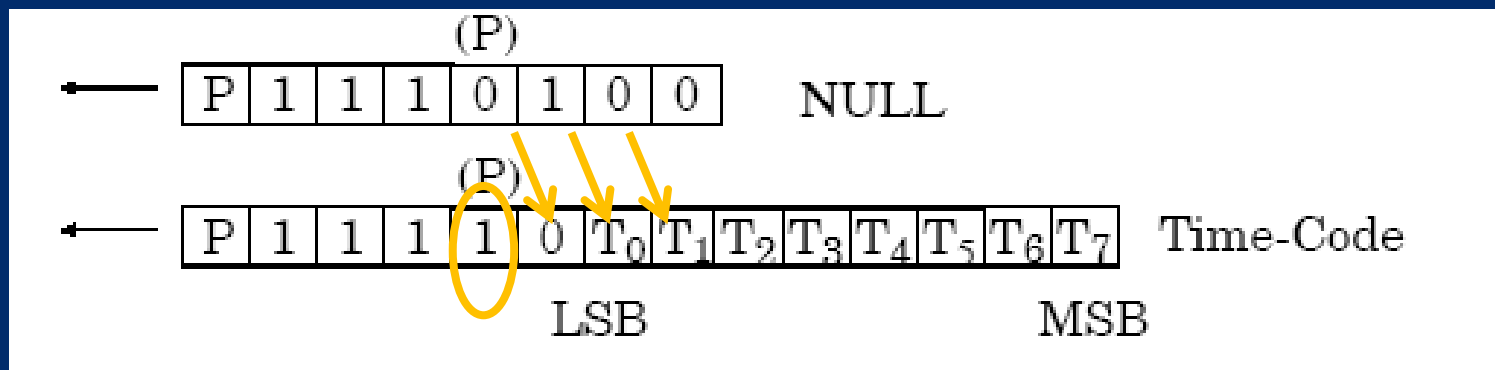 (P)
P 1 1 1 0 1 0 0 NULL
(P)
P 1 1 1 1 0 T₀ T₁ T₂ T₃ T₄ T₅ T₆ T₇ Time-Code
LSB MSB